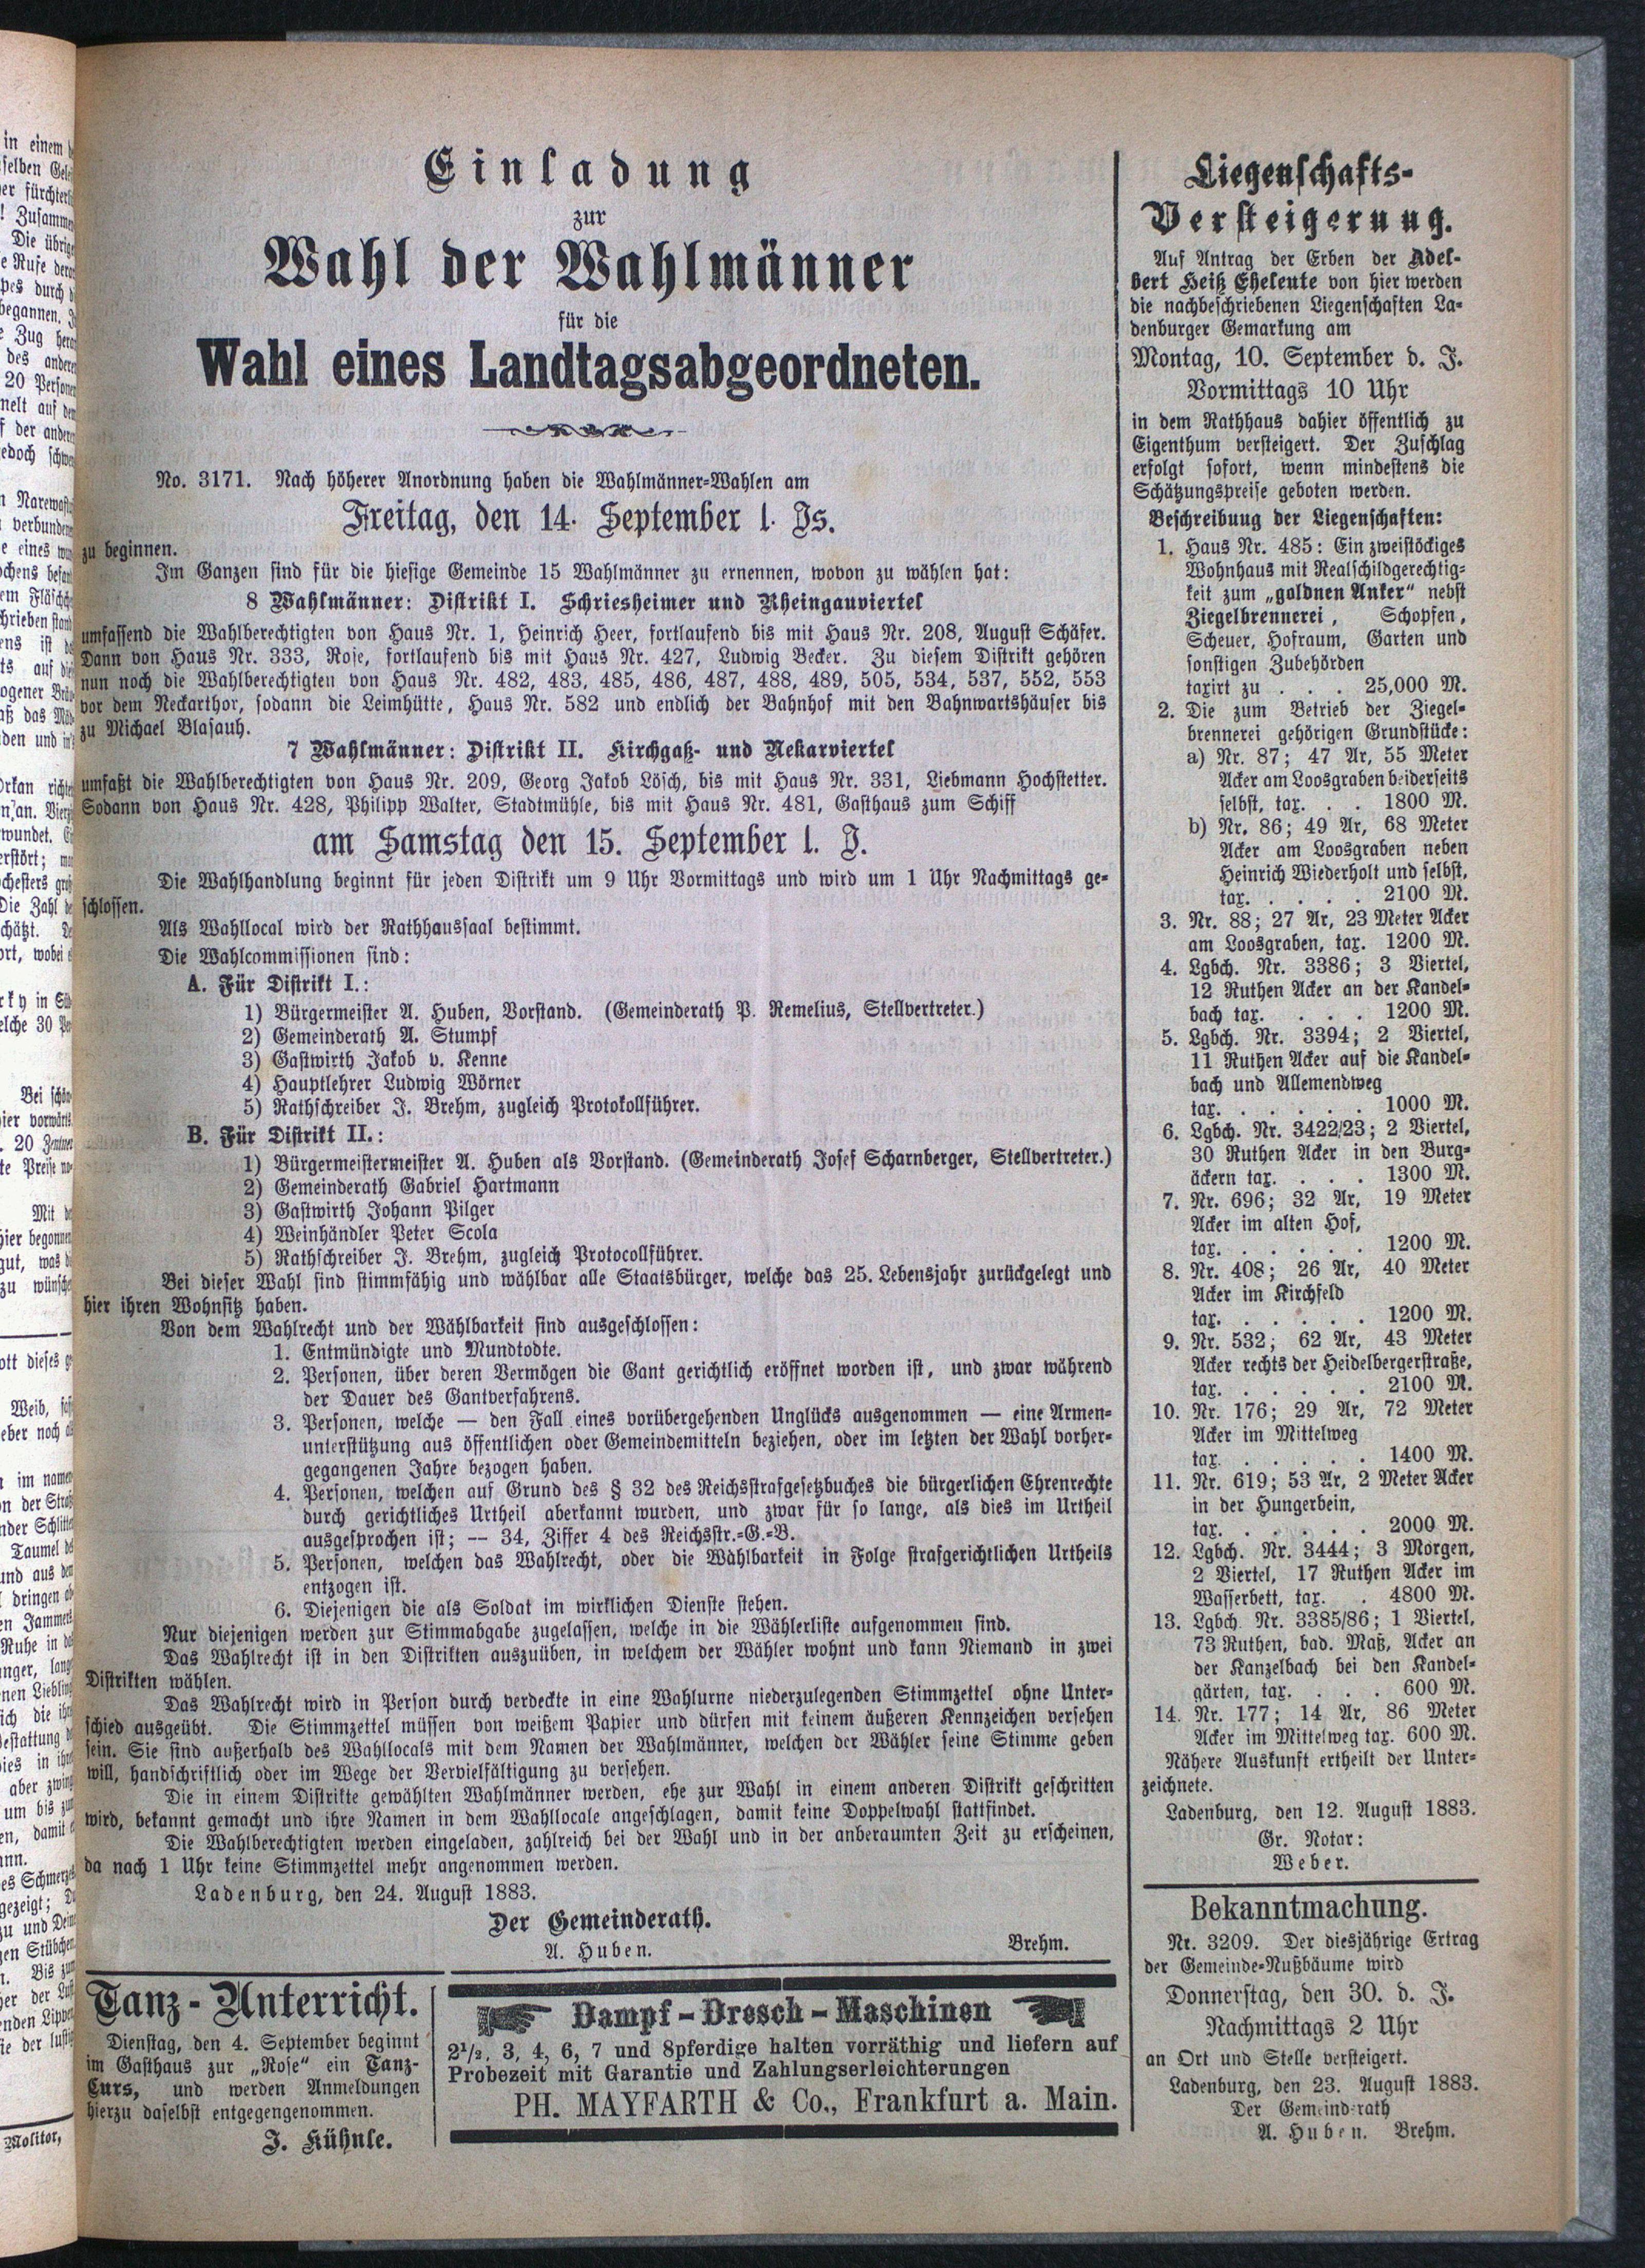 Einladung
zur
Wahl der Wahlmänner
für die
Wahl eines Landtagsabgeordneten.
No. 3171. Nach höherer Anordnung haben die Wahlmänner-Wahlen am
Freitag, den 14. September l. Js.
zu beginnen.
Im Ganzen sind für die hiesige Gemeinde 15 Wahlmänner zu ernennen, wovon zu wählen hat:
8 Wahlmänner: Distrikt I. Schriesheimer und Rheingauviertel
umfassend die Wahlberechtigten von Haus Nr. 1, Heinrich Heer, fortlaufend bis mit Haus Nr. 208, August Schäfer.
Dann von Haus Nr. 333, Rose, fortlaufend bis mit Haus Nr. 427, Ludwig Becker. Zu diesem Distrikt gehören
nun noch die Wahlberechtigten von Haus Nr. 482, 483, 485, 486, 487, 488, 489, 505, 534, 537, 552, 553
vor dem Neckarthor, sodann die Leimhütte, Haus Nr. 582 und endlich der Bahnhof mit den Bahnwartshäuser bis
zu Michael Blasauh.
7 Wahlmänner: Distrikt II. Kirchgaß- und Nekarviertel
umfaßt die Wahlberechtigten von Haus Nr. 209, Georg Jakob Lösch, bis mit Haus Nr. 331, Liebmann Hochstetter.
Sodann von Haus Nr. 428, Philipp Walter, Stadtmühle, bis mit Haus Nr. 481, Gasthaus zum Schiff
am Samstag den 15. September l. J.
Die Wahlhandlung beginnt für jeden Distrikt um 9 Uhr Vormittags und wird um 1 Uhr Nachmittags ge-
schlossen.
Als Wahllocal wird der Rathhaussaal bestimmt.
Die Wahlcommissionen sind:
A. Für Distrikt I.:
1) Bürgermeister A. Huben, Vorstand. (Gemeinderath P. Remelius, Stellvertreter.)
2) Gemeinderath A. Stumpf
3) Gastwirth Jakob v. Kenne
4) Hauptlehrer Ludwig Wörner
5) Rathschreiber J. Brehm, zugleich Protokollführer.
B. Für Distrikt II.:
1) Bürgermeistermeister A. Huben als Vorstand. (Gemeinderath Josef Scharnberger, Stellvertreter.)
2) Gemeinderath Gabriel Hartmann
3) Gastwirth Johann Pilger
4) Weinhändler Peter Scola
5) Rathschreiber J. Brehm, zugleich Protocollführer.
Bei dieser Wahl sind stimmfähig und wählbar alle Staatsbürger, welche das 25. Lebensjahr zurückgelegt und
hier ihren Wohnsitz haben.
Von dem Wahlrecht und der Wählbarkeit sind ausgeschlossen:
1. Entmündigte und Mundtodte.
2. Personen, über deren Vermögen die Gant gerichtlich eröffnet worden ist, und zwar während
der Dauer des Gantverfahrens.
3. Personen, welche — den Fall eines vorübergehenden Unglücks ausgenommen — eine Armen-
unterstützung aus öffentlichen oder Gemeindemitteln beziehen, oder im letzten der Wahl vorher-
gegangenen Jahre bezogen haben.
4. Personen, welchen auf Grund des § 32 des Reichsstrafgesetzbuches die bürgerlichen Ehrenrechte
durch gerichtliches Urtheil aberkannt wurden, und zwar für so lange, als dies im Urtheil
ausgesprochen ist; — 34, Ziffer 4 des Reichsstr.-G.-B.
5. Personen, welchen das Wahlrecht, oder die Wählbarkeit in Folge strafgerichtlichen Urtheils
entzogen ist.
6. Diejenigen die als Soldat im wirklichen Dienste stehen.
Nur diejenigen werden zur Stimmabgabe zugelassen, welche in die Wählerliste aufgenommen sind.
Das Wahlrecht ist in den Distrikten auszuüben, in welchem der Wähler wohnt und kann Niemand in zwei
Distrikten wählen.
Das Wahlrecht wird in Person durch verdeckte in eine Wahlurne niederzulegenden Stimmzettel ohne Unter-
schied ausgeübt. Die Stimmzettel müssen von weißem Papier und dürfen mit keinem äußeren Kennzeichen versehen
sein. Sie sind außerhalb des Wahllocals mit dem Namen der Wahlmänner, welchen der Wähler seine Stimme geben
will, handschriftlich oder im Wege der Vervielfältigung zu versehen.
Die in einem Distrikte gewählten Wahlmänner werden, ehe zur Wahl in einem anderen Distrikt geschritten
wird, bekannt gemacht und ihre Namen in dem Wahllocale angeschlagen, damit keine Doppelwahl stattfindet.
Die Wahlberechtigten werden eingeladen, zahlreich bei der Wahl und in der anberaumten Zeit zu erscheinen,
da nach 1 Uhr keine Stimmzettel mehr angenommen werden.
Ladenburg, den 24. August 1883.
Der Gemeinderath.
A. Huben. Brehm.
Tanz-Unterricht.
Dienstag, den 4. September beginnt
im Gasthaus zur „Rose“ ein Tanz-
Curs, und werden Anmeldungen
hierzu daselbst entgegengenommen.
J. Kühnle.
Dampf-Dresch-Maschinen
2½, 3, 4, 6, 7 und 8pferdige halten vorräthig und liefern auf
Probezeit mit Garantie und Zahlungserleichterungen
PH. MAYFARTH & Co., Frankfurt a. Main.
Liegenschafts-
Versteigerung.
Auf Antrag der Erben der Adel-
bert Heiß Eheleute von hier werden
die nachbeschriebenen Liegenschaften La-
denburger Gemarkung am
Montag, 10. September d. J.
Vormittags 10 Uhr
in dem Rathhaus dahier öffentlich zu
Eigenthum versteigert. Der Zuschlag
erfolgt sofort, wenn mindestens die
Schätzungspreise geboten werden.
Beschreibung der Liegenschaften:
1. Haus Nr. 485: Ein zweistöckiges
Wohnhaus mit Realschildgerechtig-
keit zum „goldnen Anker“ nebst
Ziegelbrennerei, Schopfen,
Scheuer, Hofraum, Garten und
sonstigen Zubehörden
taxirt zu . . . 25,000 M.
2. Die zum Betrieb der Ziegel-
brennerei gehörigen Grundstücke:
a) Nr. 87; 47 Ar, 55 Meter
Acker am Loosgraben beiderseits
selbst, tax. . . 1800 M.
b) Nr. 86; 49 Ar, 68 Meter
Acker am Loosgraben neben
Heinrich Wiederholt und selbst,
tax. . . . . 2100 M.
3. Nr. 88; 27 Ar, 23 Meter Acker
am Loosgraben, tax. 1200 M.
4. Lgbch. Nr. 3386; 3 Viertel,
12 Ruthen Acker an der Kandel-
bach tax. . . . 1200 M.
5. Lgbch. Nr. 3394; 2 Viertel,
11 Ruthen Acker auf die Kandel-
bach und Allemendweg
tax. . . . . . 1000 M.
6. Lgbch. Nr. 3422/23; 2 Viertel,
30 Ruthen Acker in den Burg-
äckern tax. . . . 1300 M.
7. Nr. 696; 32 Ar, 19 Meter
Acker im alten Hof,
tax. . . . . . 1200 M.
8. Nr. 408; 26 Ar, 40 Meter
Acker im Kirchfeld
tax. . . . . . 1200 M.
9. Nr. 532; 62 Ar, 43 Meter
Acker rechts der Heidelbergerstraße,
tax. . . . . . 2100 M.
10. Nr. 176; 29 Ar, 72 Meter
Acker im Mittelweg
tax. . . . . . 1400 M.
11. Nr. 619; 53 Ar, 2 Meter Acker
in der Hungerbein,
tax. . . . . . 2000 M.
12. Lgbch. Nr. 3444; 3 Morgen,
2 Viertel, 17 Ruthen Acker im
Wasserbett, tax. . 4800 M.
13. Lgbch. Nr. 3385/86; 1 Viertel,
73 Ruthen, bad. Maß, Acker an
der Kanzelbach bei den Kandel-
gärten, tax. . . . 600 M.
14. Nr. 177; 14 Ar, 86 Meter
Acker im Mittelweg tax. 600 M.
Nähere Auskunft ertheilt der Unter-
zeichnete.
Ladenburg, den 12. August 1883.
Gr. Notar:
Weber.
Bekanntmachung.
Nr. 3209. Der diesjährige Ertrag
der Gemeinde-Nußbäume wird
Donnerstag, den 30. d. J.
Nachmittags 2 Uhr
an Ort und Stelle versteigert.
Ladenburg, den 23. August 1883.
Der Gemeinderath
A. Huben. Brehm.